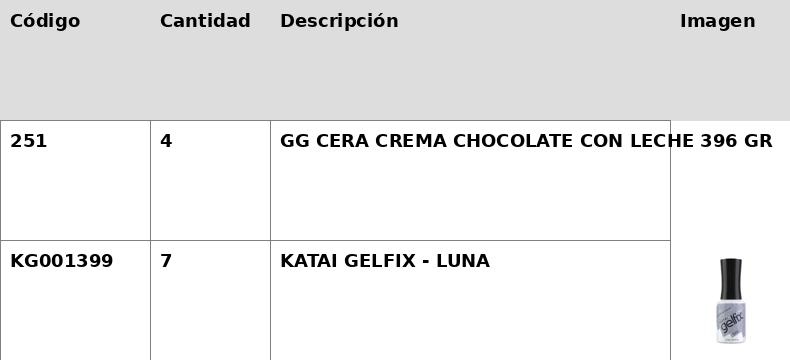 Código Cantidad Descripción Imagen
251 4 GG CERA CREMA CHOCOLATE CON LECHE 396 GR
KG001399 7 KATAI GELFIX - LUNA
gelfix